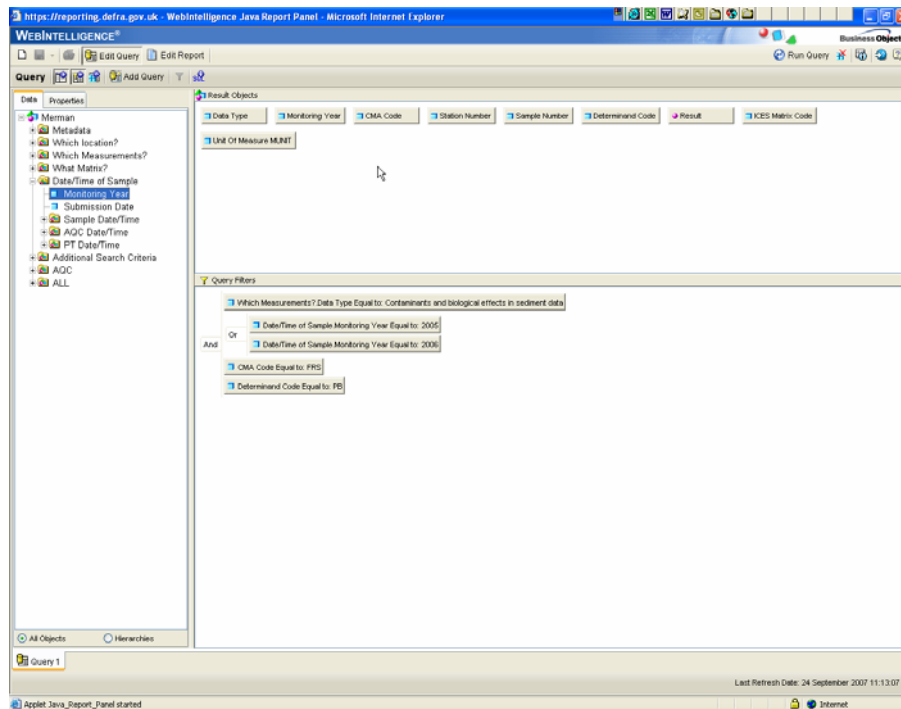 https://reporting.defra.gov.uk - WebIntelligence Java Report Panel - Microsoft Internet Explorer
WEBINTELLIGENCE®
Business Object
Edit Query Edit Report
Run Query
Query Add Query
Data Properties
Merman
Metadata
Which location?
Which Measurements?
What Matrix?
Date/Time of Sample
Monitoring Year
Submission Date
Sample Date/Time
AQC Date/Time
PT Date/Time
Additional Search Criteria
AQC
ALL
All Objects Hierarchies
Result Objects
Data Type Monitoring Year CMA Code Station Number Sample Number Determinand Code Result ICES Matrix Code
Unit Of Measure MUNIT
Query Filters
Which Measurements?.Data Type Equal to: Contaminants and biological effects in sediment data
And
Or
Date/Time of Sample.Monitoring Year Equal to: 2005
Date/Time of Sample.Monitoring Year Equal to: 2006
CMA Code Equal to: FRS
Determinand Code Equal to: PB
Query 1
Last Refresh Date: 24 September 2007 11:13:07
Applet Java_Report_Panel started
Internet